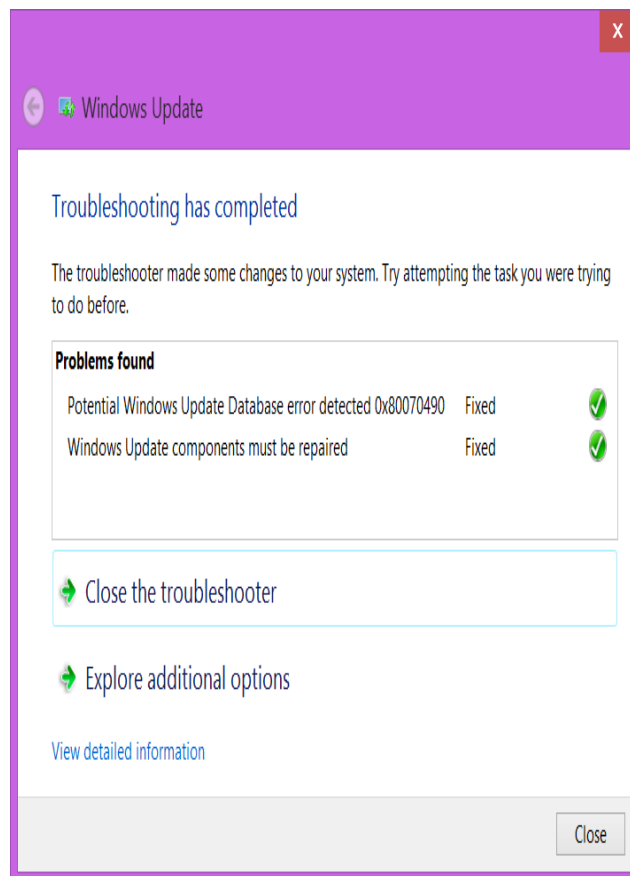 X
Windows Update
Troubleshooting has completed
The troubleshooter made some changes to your system. Try attempting the task you were trying
to do before.
Problems found
Potential Windows Update Database error detected 0x80070490 Fixed
Windows Update components must be repaired Fixed
Close the troubleshooter
Explore additional options
View detailed information
Close